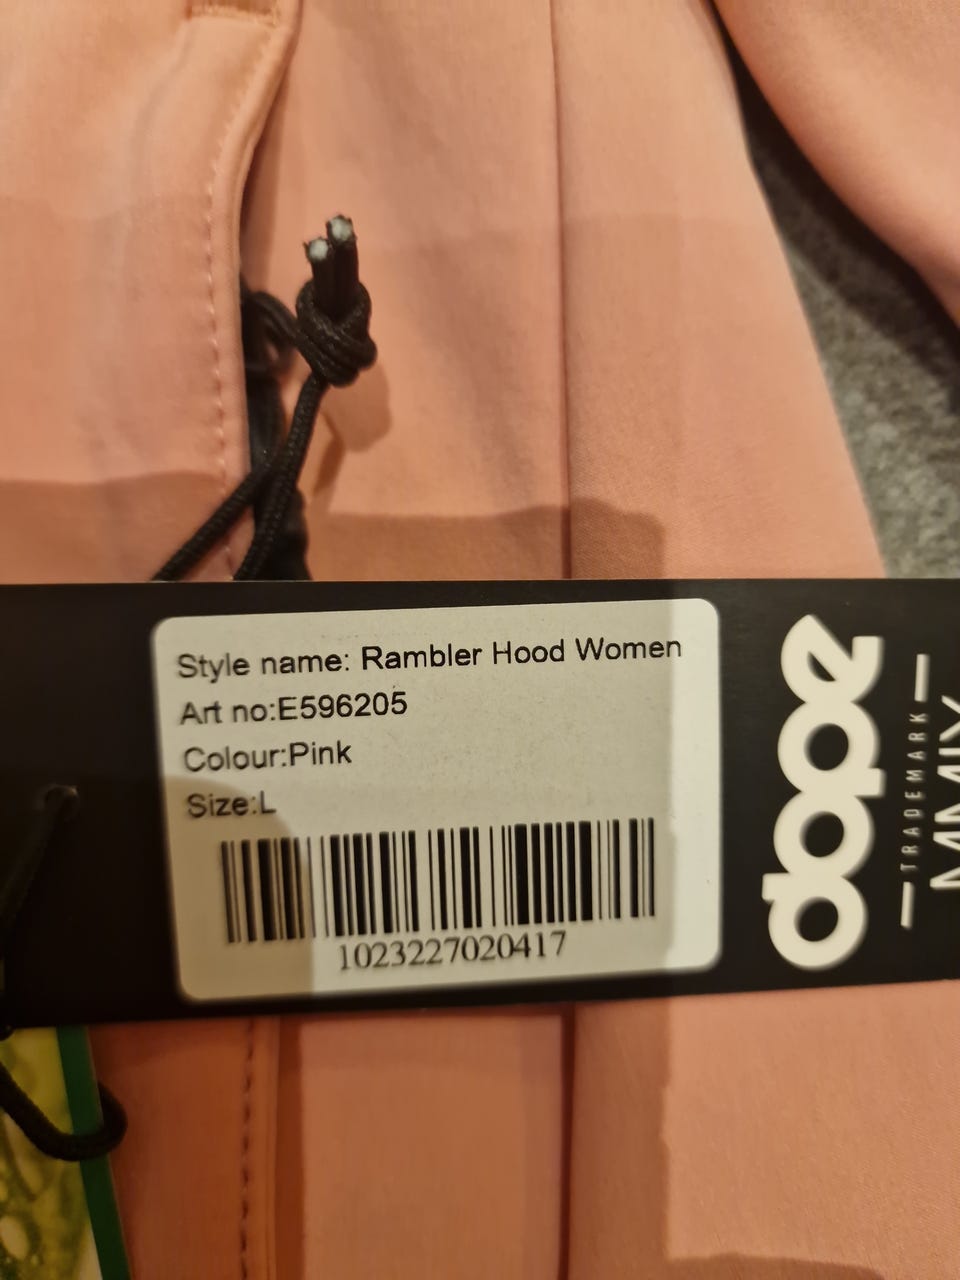 Style name: Rambler Hood Women
Art no:E596205
Colour:Pink
Size:L
1023227020417
dope
TRADEMARK